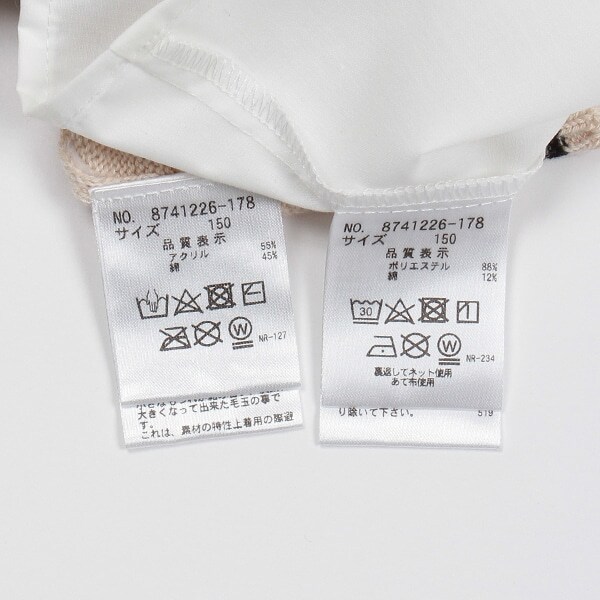 NO. 8741226-178
サイズ 150
品質表示
アクリル 55%
綿 45%
W
NR-127
大きくなって出来た毛玉の事で
す。
これは、素材の特性上着用の際避
NO. 8741226-178
サイズ 150
品質表示
ポリエステル 88%
綿 12%
30
W
NR-234
裏返してネット使用
あて布使用
り除いて下さい。 519